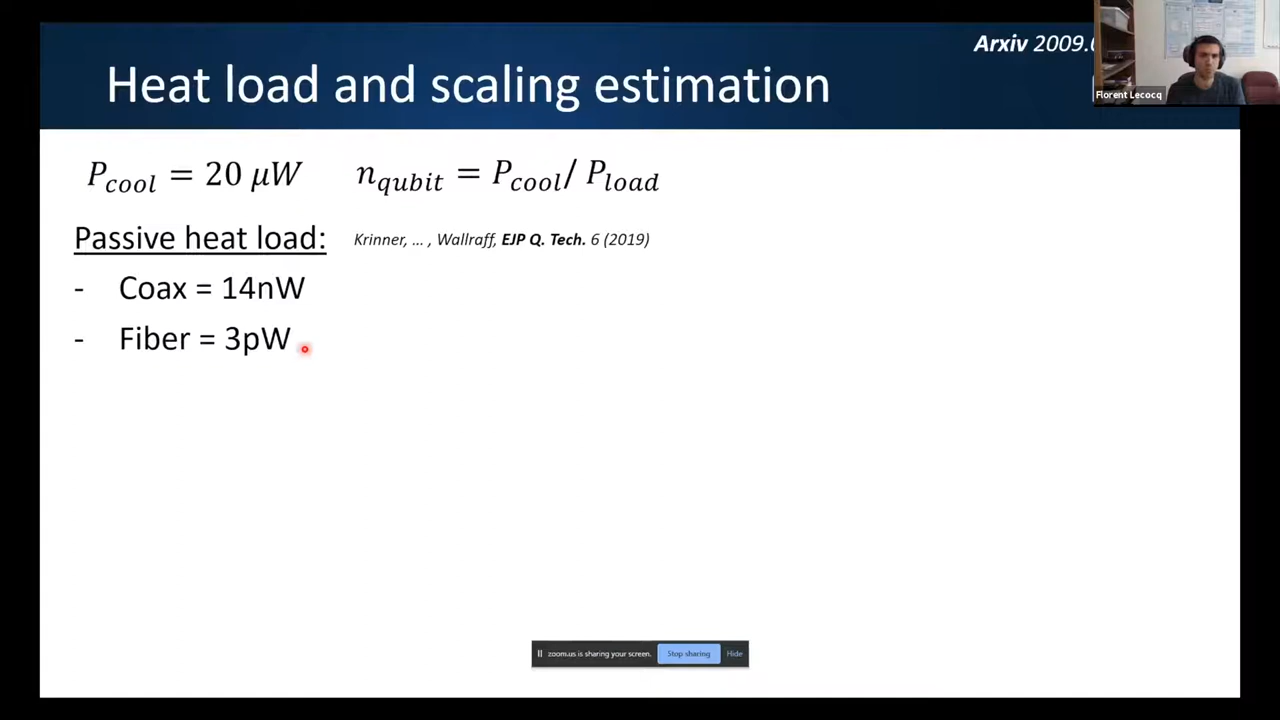 Arxiv 2009.
Heat load and scaling estimation
Florent Lecocq
P_cool = 20 μW
n_qubit = P_cool / P_load
Passive heat load:
Krinner, ... , Wallraff, EJP Q. Tech. 6 (2019)
- Coax = 14nW
- Fiber = 3pW
zoom.us is sharing your screen.
Stop sharing
Hide